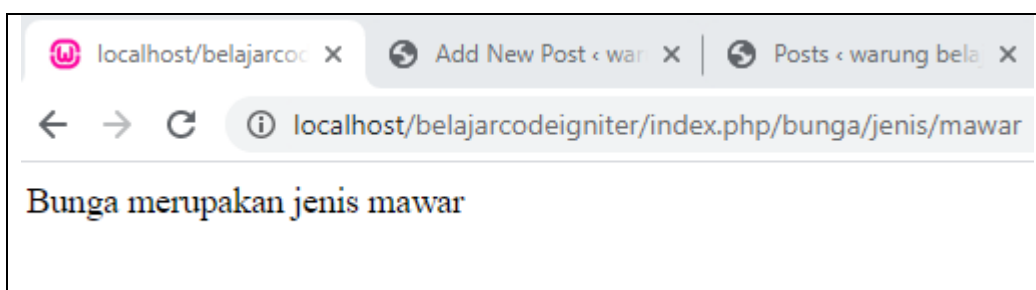 localhost/belajarcoc
Add New Post ‹ war
Posts ‹ warung bela
localhost/belajarcodeigniter/index.php/bunga/jenis/mawar
Bunga merupakan jenis mawar